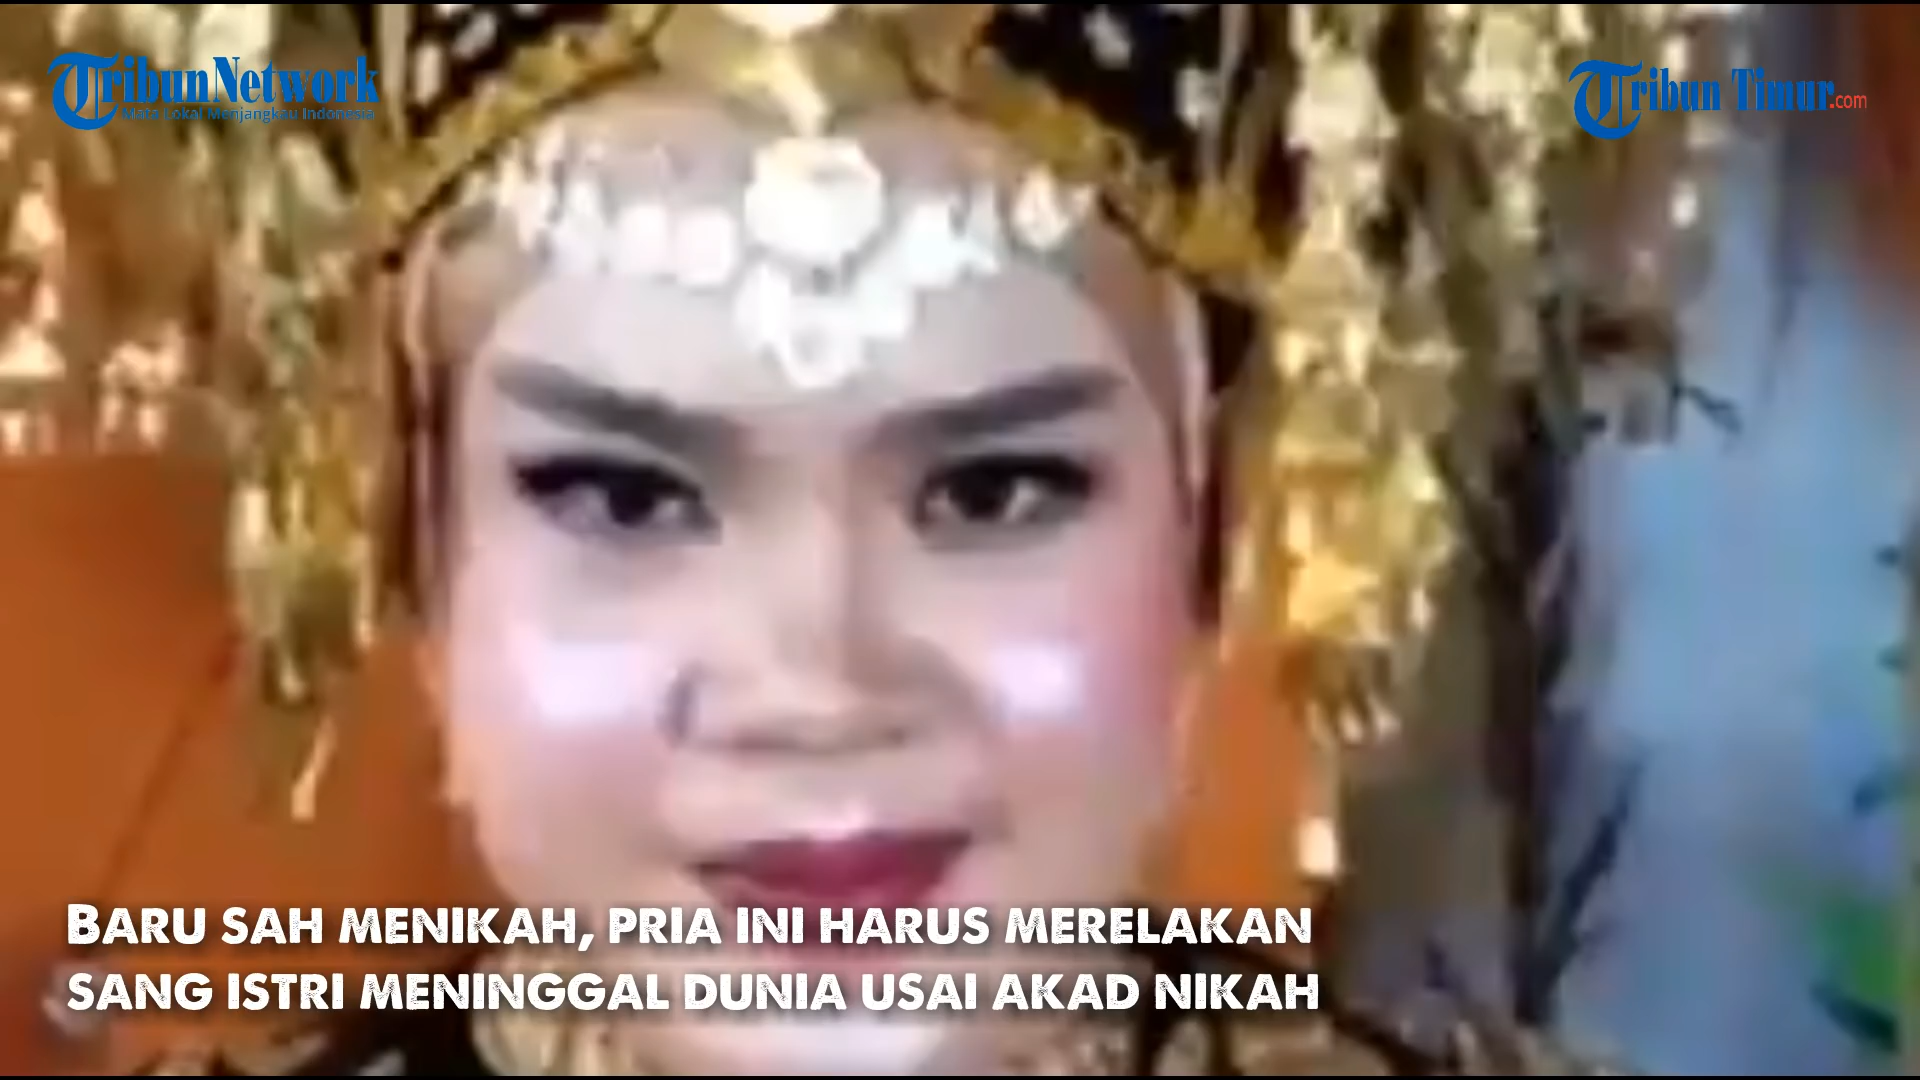 TribunNetwork
Mata Lokal Menjangkau Indonesia
Tribun Timur.com
BARU SAH MENIKAH, PRIA INI HARUS MERELAKAN
SANG ISTRI MENINGGAL DUNIA USAI AKAD NIKAH